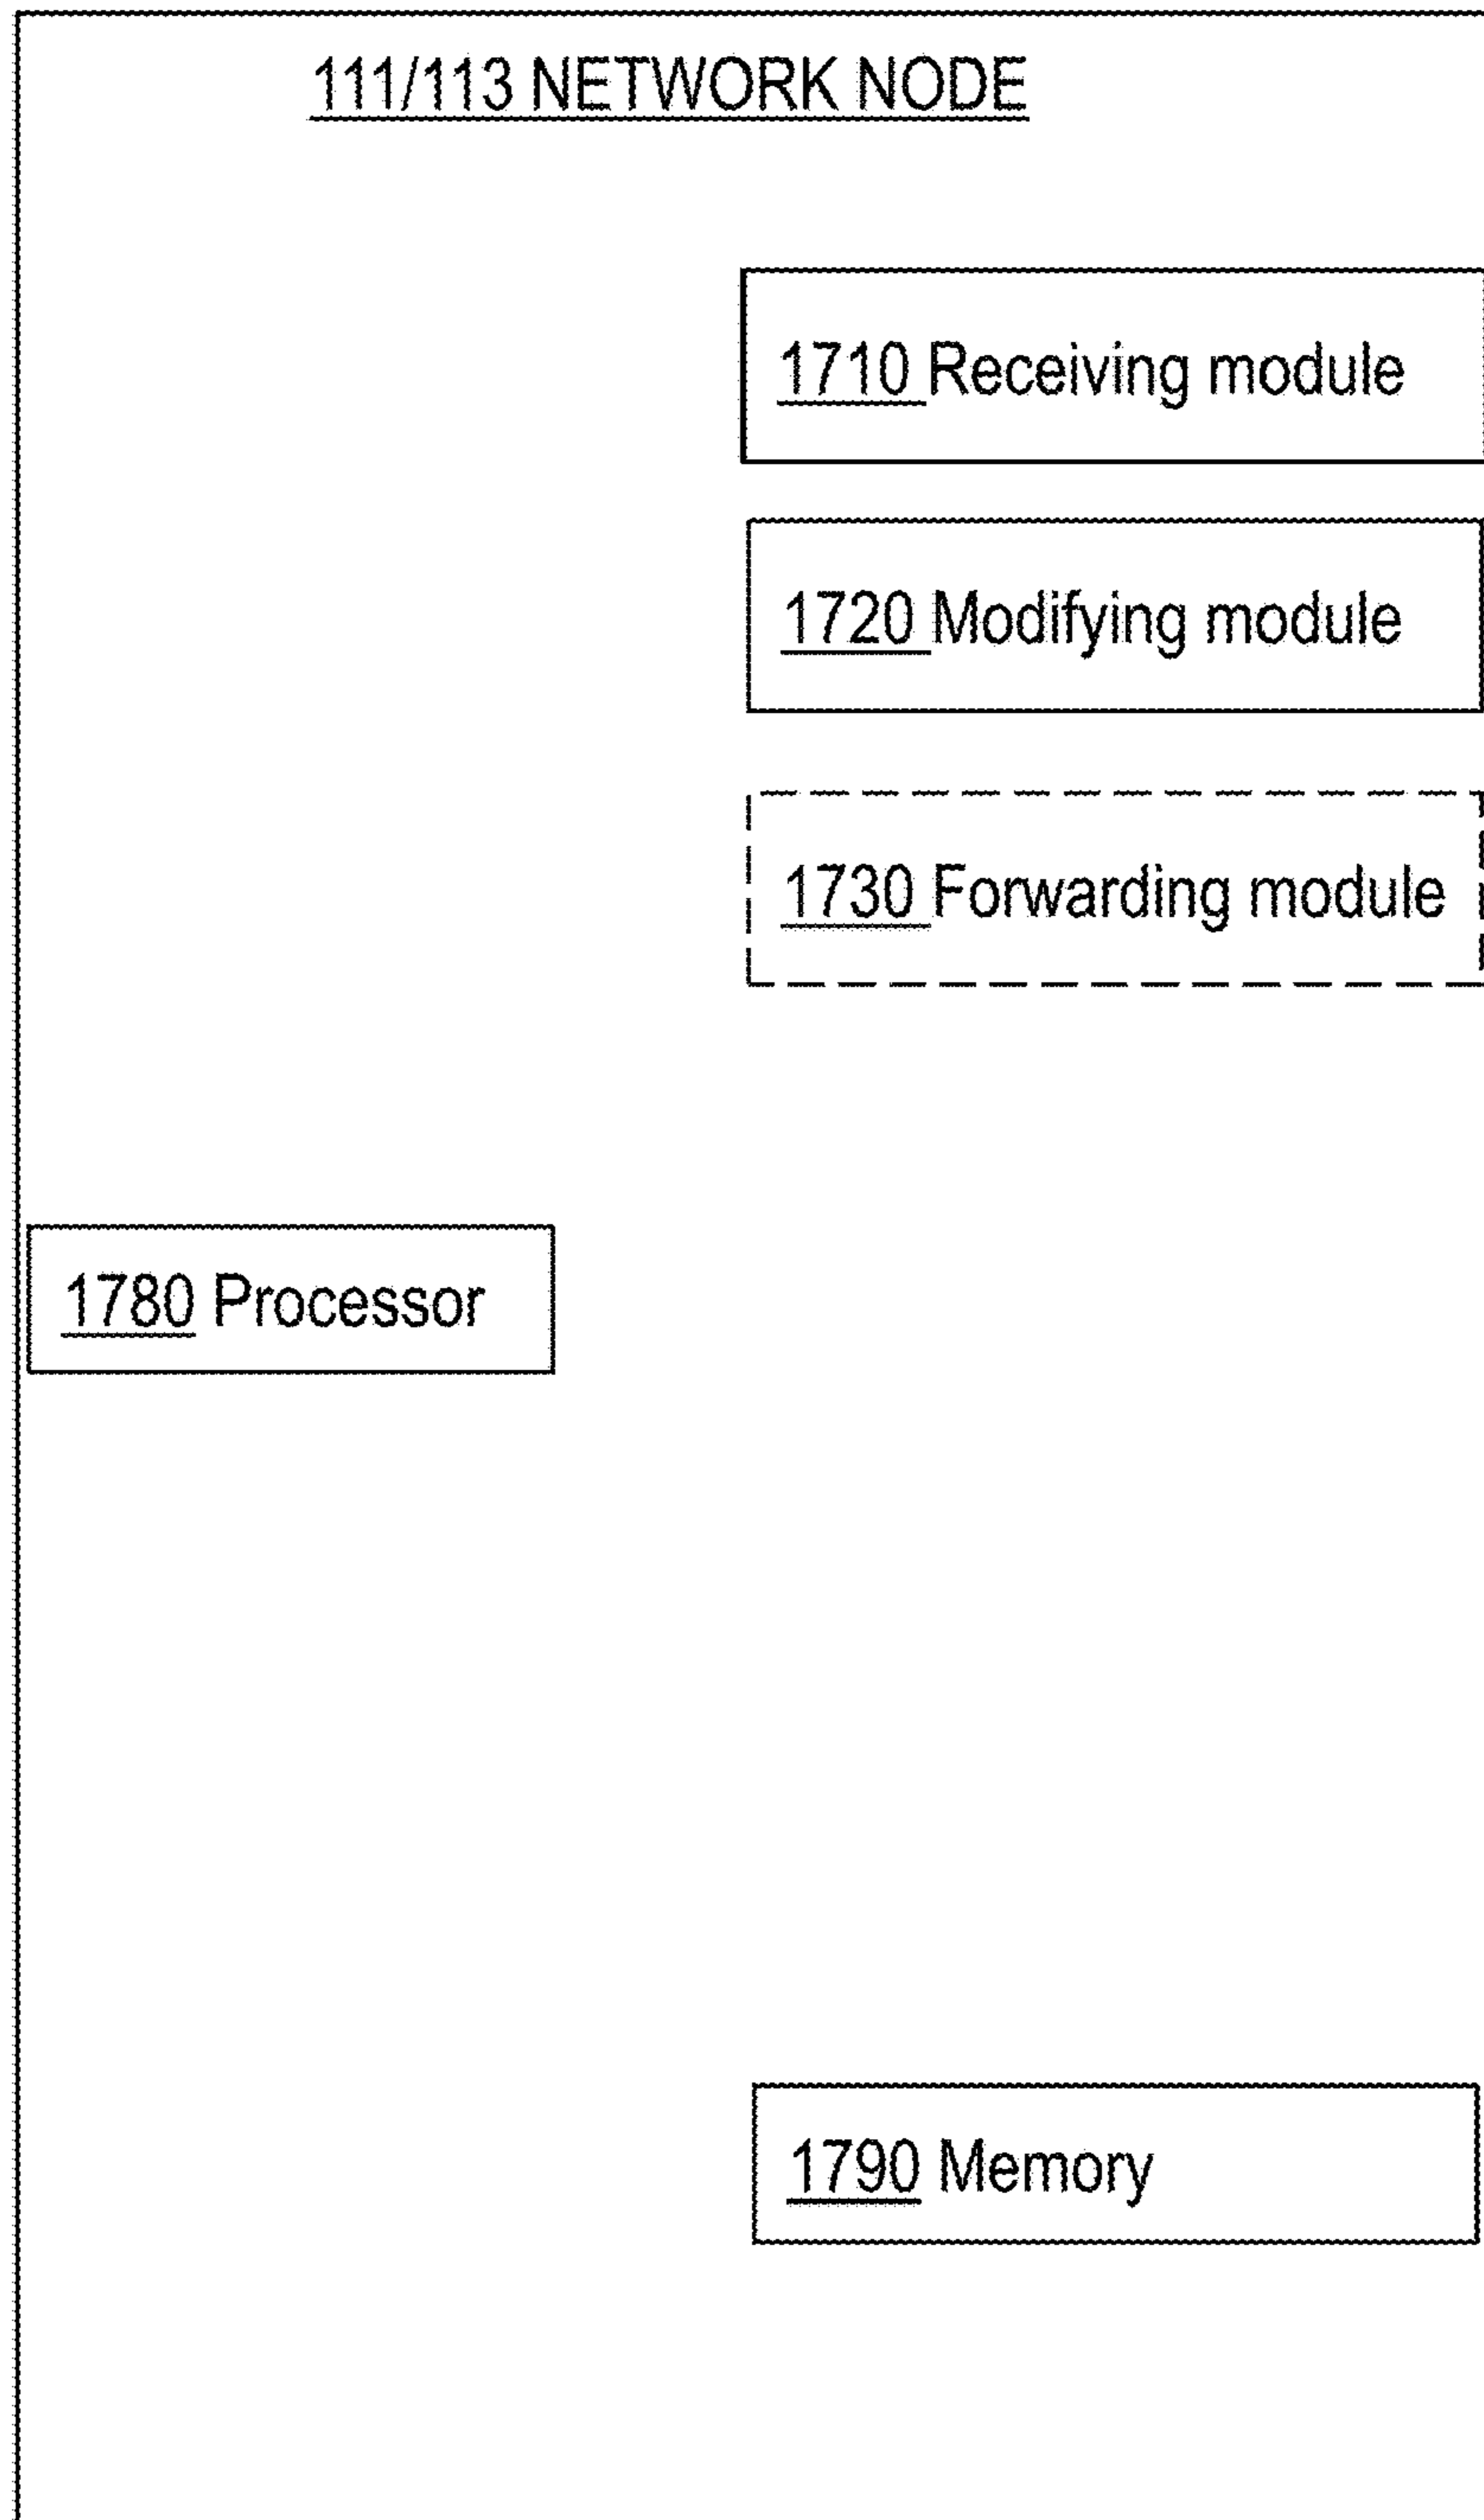 111/113 NETWORK NODE
1710 Receiving module
1720 Modifying module
1730 Forwarding module
1780 Processor
1790 Memory